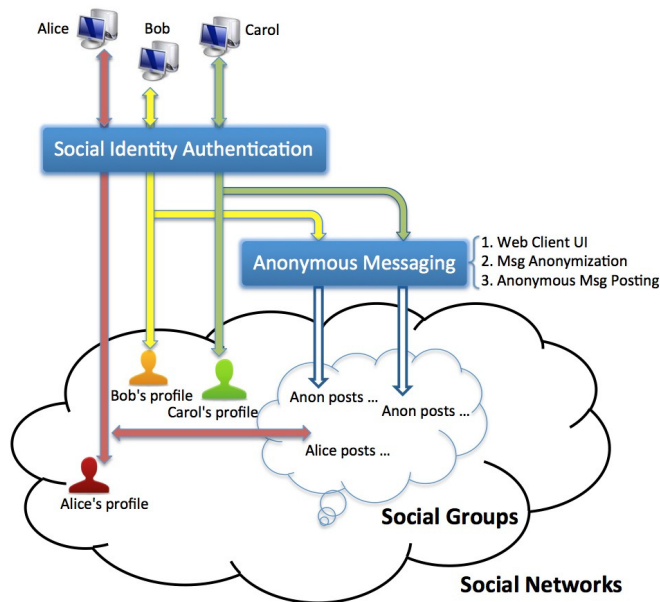 Alice
Bob
Carol
Social Identity Authentication
Anonymous Messaging
1. Web Client UI
2. Msg Anonymization
3. Anonymous Msg Posting
Bob's profile
Carol's profile
Anon posts ...
Anon posts ...
Alice posts ...
Alice's profile
Social Groups
Social Networks